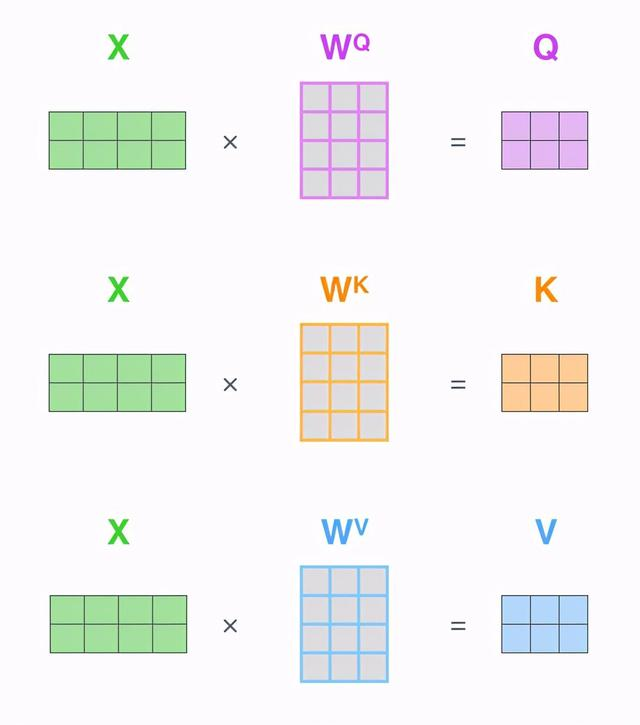 X W^Q Q
× =
X W^K K
× =
X W^V V
× =